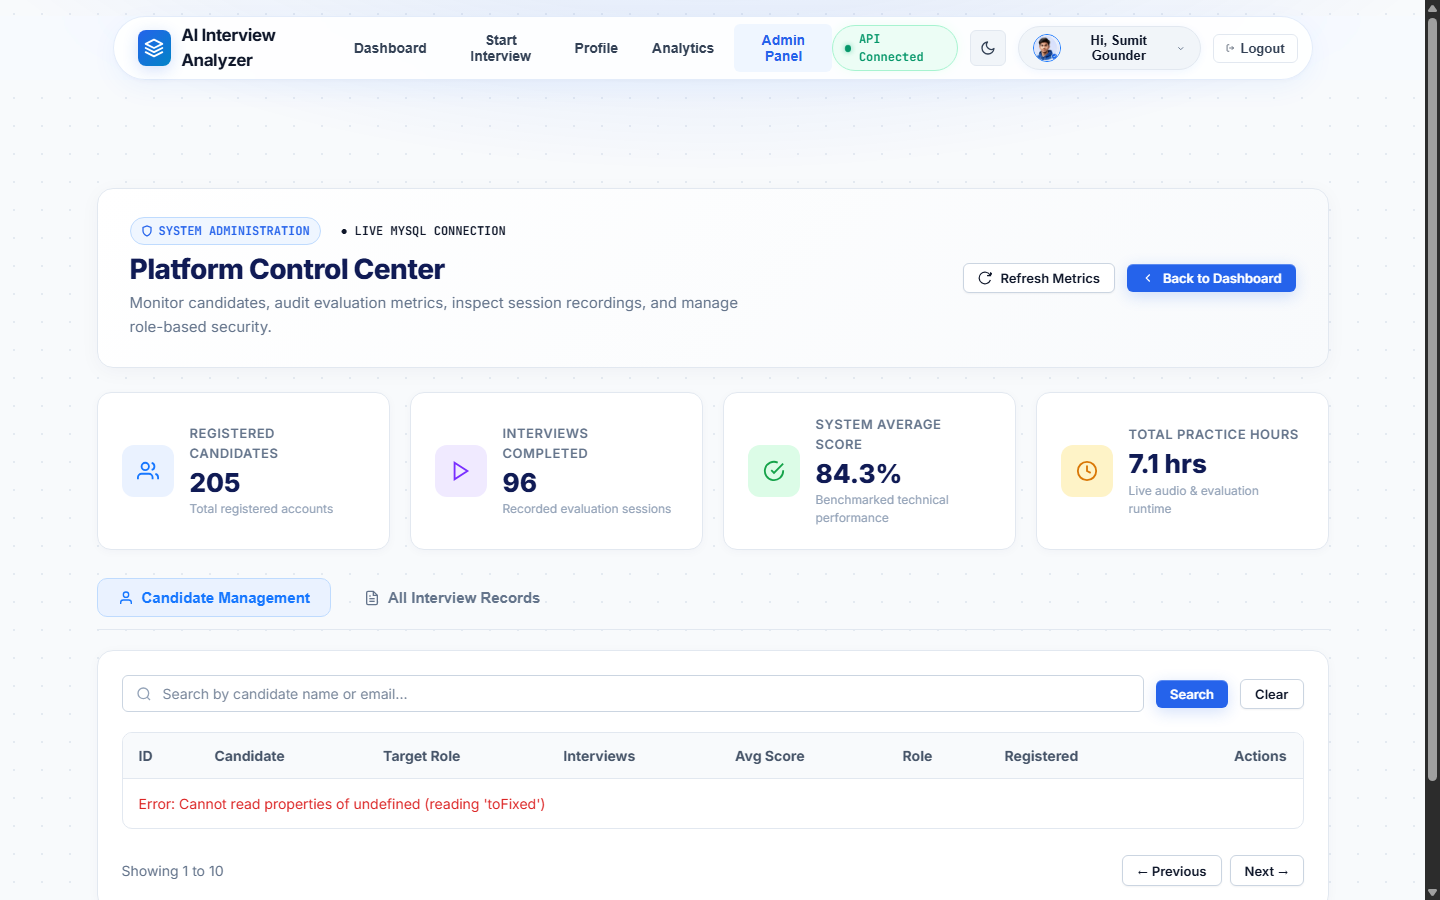 AI Interview
Analyzer
Dashboard
Start
Interview
Profile
Analytics
Admin
Panel
API
Connected
Hi, Sumit
Gounder
Logout
SYSTEM ADMINISTRATION
● LIVE MYSQL CONNECTION
Platform Control Center
Monitor candidates, audit evaluation metrics, inspect session recordings, and manage
role-based security.
Refresh Metrics
Back to Dashboard
REGISTERED
CANDIDATES
205
Total registered accounts
INTERVIEWS
COMPLETED
96
Recorded evaluation sessions
SYSTEM AVERAGE
SCORE
84.3%
Benchmarked technical
performance
TOTAL PRACTICE HOURS
7.1 hrs
Live audio & evaluation
runtime
Candidate Management
All Interview Records
Search by candidate name or email...
Search
Clear
ID Candidate Target Role Interviews Avg Score Role Registered Actions
Error: Cannot read properties of undefined (reading 'toFixed')
Showing 1 to 10
← Previous
Next →